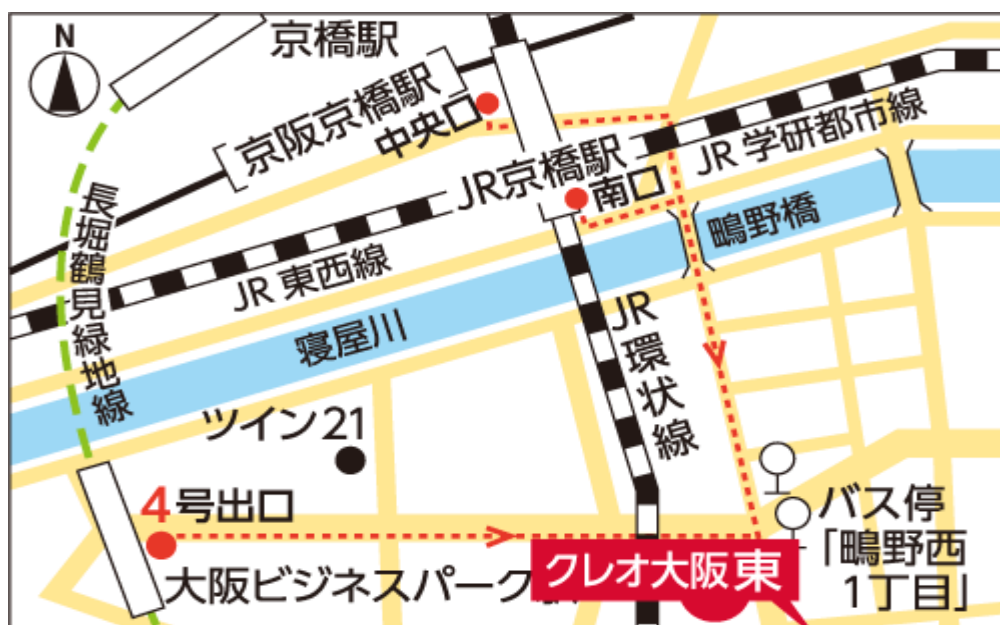 N
京橋駅
京阪京橋駅
中央口
JR京橋駅
南口
JR 学研都市線
鴫野橋
長堀鶴見緑地線
JR 東西線
寝屋川
JR環状線
ツイン21
4号出口
大阪ビジネスパーク
クレオ大阪東
バス停
「鴫野西
1丁目」